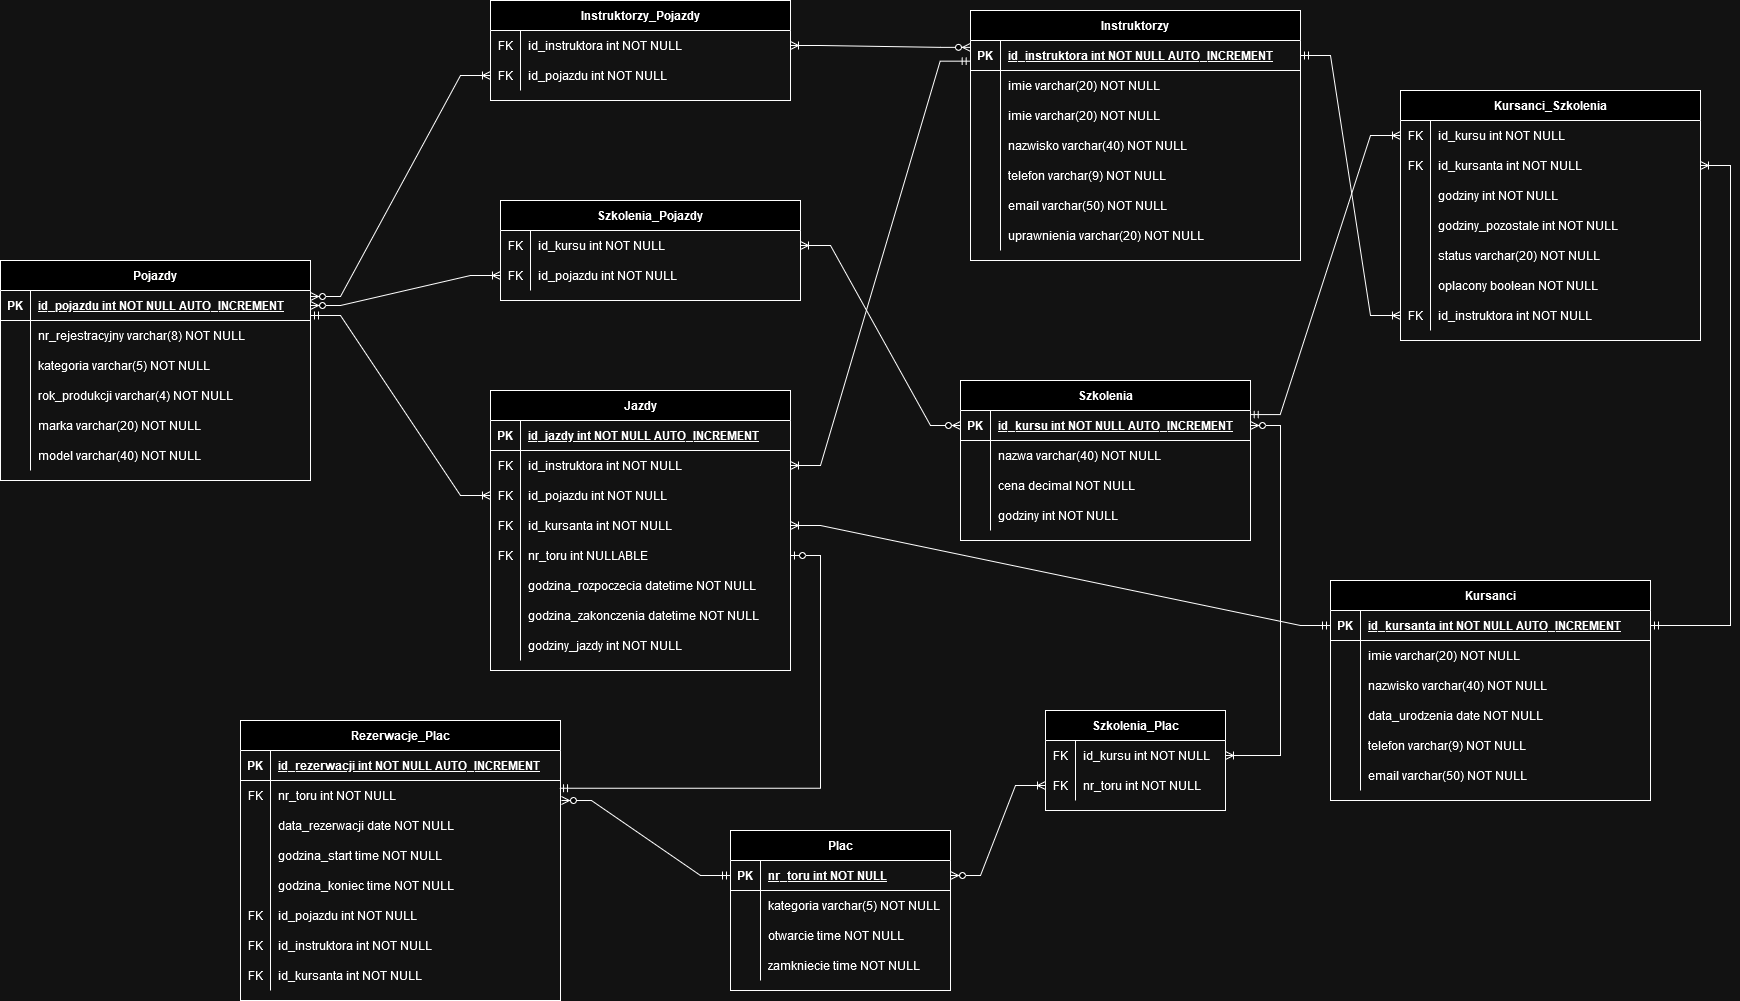 Instruktorzy_Pojazdy
FK id_instruktora int NOT NULL
FK id_pojazdu int NOT NULL
Instruktorzy
PK id_instruktora int NOT NULL AUTO_INCREMENT
imie varchar(20) NOT NULL
imie varchar(20) NOT NULL
nazwisko varchar(40) NOT NULL
telefon varchar(9) NOT NULL
email varchar(50) NOT NULL
uprawnienia varchar(20) NOT NULL
Kursanci_Szkolenia
FK id_kursu int NOT NULL
FK id_kursanta int NOT NULL
godziny int NOT NULL
godziny_pozostale int NOT NULL
status varchar(20) NOT NULL
oplacony boolean NOT NULL
FK id_instruktora int NOT NULL
Szkolenia_Pojazdy
FK id_kursu int NOT NULL
FK id_pojazdu int NOT NULL
Pojazdy
PK id_pojazdu int NOT NULL AUTO_INCREMENT
nr_rejestracyjny varchar(8) NOT NULL
kategoria varchar(5) NOT NULL
rok_produkcji varchar(4) NOT NULL
marka varchar(20) NOT NULL
model varchar(40) NOT NULL
Jazdy
PK id_jazdy int NOT NULL AUTO_INCREMENT
FK id_instruktora int NOT NULL
FK id_pojazdu int NOT NULL
FK id_kursanta int NOT NULL
FK nr_toru int NULLABLE
godzina_rozpoczecia datetime NOT NULL
godzina_zakonczenia datetime NOT NULL
godziny_jazdy int NOT NULL
Szkolenia
PK id_kursu int NOT NULL AUTO_INCREMENT
nazwa varchar(40) NOT NULL
cena decimal NOT NULL
godziny int NOT NULL
Kursanci
PK id_kursanta int NOT NULL AUTO_INCREMENT
imie varchar(20) NOT NULL
nazwisko varchar(40) NOT NULL
data_urodzenia date NOT NULL
telefon varchar(9) NOT NULL
email varchar(50) NOT NULL
Rezerwacje_Plac
PK id_rezerwacji int NOT NULL AUTO_INCREMENT
FK nr_toru int NOT NULL
data_rezerwacji date NOT NULL
godzina_start time NOT NULL
godzina_koniec time NOT NULL
FK id_pojazdu int NOT NULL
FK id_instruktora int NOT NULL
FK id_kursanta int NOT NULL
Szkolenia_Plac
FK id_kursu int NOT NULL
FK nr_toru int NOT NULL
Plac
PK nr_toru int NOT NULL
kategoria varchar(5) NOT NULL
otwarcie time NOT NULL
zamkniecie time NOT NULL